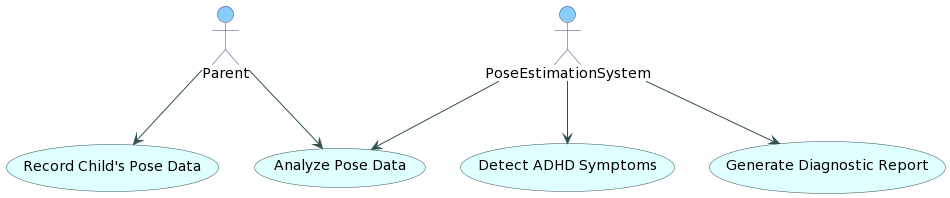 Parent
PoseEstimationSystem
Record Child's Pose Data
Analyze Pose Data
Detect ADHD Symptoms
Generate Diagnostic Report